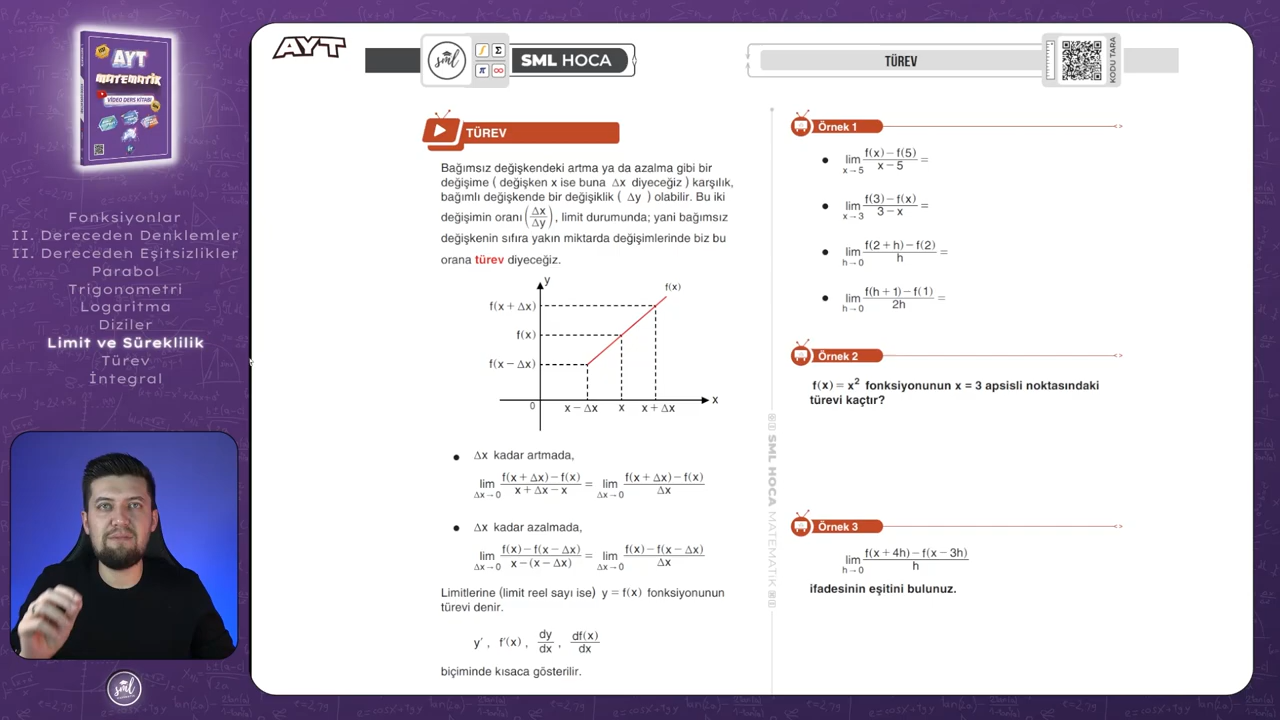 AYT
MATEMATİK
VİDEO DERS KİTABI
Fonksiyonlar
II. Dereceden Denklemler
II. Dereceden Eşitsizlikler
Parabol
Trigonometri
Logaritma
Diziler
Limit ve Süreklilik
Türev
İntegral
sml
AYT
sml
∫ Σ
π ∞
SML HOCA
TÜREV
KODU TARA
TÜREV
Bağımsız değişkendeki artma ya da azalma gibi bir
değişime ( değişken x ise buna Δx diyeceğiz ) karşılık,
bağımlı değişkende bir değişiklik ( Δy ) olabilir. Bu iki
değişimin oranı (Δx/Δy), limit durumunda; yani bağımsız
değişkenin sıfıra yakın miktarda değişimlerinde biz bu
orana türev diyeceğiz.
y
f(x)
f(x + Δx)
f(x)
f(x − Δx)
0
x − Δx x x + Δx
x
• Δx kadar artmada,
lim Δx→0 (f(x + Δx) − f(x))/(x + Δx − x) = lim Δx→0 (f(x + Δx) − f(x))/Δx
• Δx kadar azalmada,
lim Δx→0 (f(x) − f(x − Δx))/(x − (x − Δx)) = lim Δx→0 (f(x) − f(x − Δx))/Δx
Limitlerine (limit reel sayı ise) y = f(x) fonksiyonunun
türevi denir.
y′ , f′(x) , dy/dx , df(x)/dx
biçiminde kısaca gösterilir.
SML HOCA MATEMATİK
Örnek 1
• lim x→5 (f(x) − f(5))/(x − 5) =
• lim x→3 (f(3) − f(x))/(3 − x) =
• lim h→0 (f(2 + h) − f(2))/h =
• lim h→0 (f(h + 1) − f(1))/2h =
Örnek 2
f(x) = x² fonksiyonunun x = 3 apsisli noktasındaki
türevi kaçtır?
Örnek 3
lim h→0 (f(x + 4h) − f(x − 3h))/h
ifadesinin eşitini bulunuz.